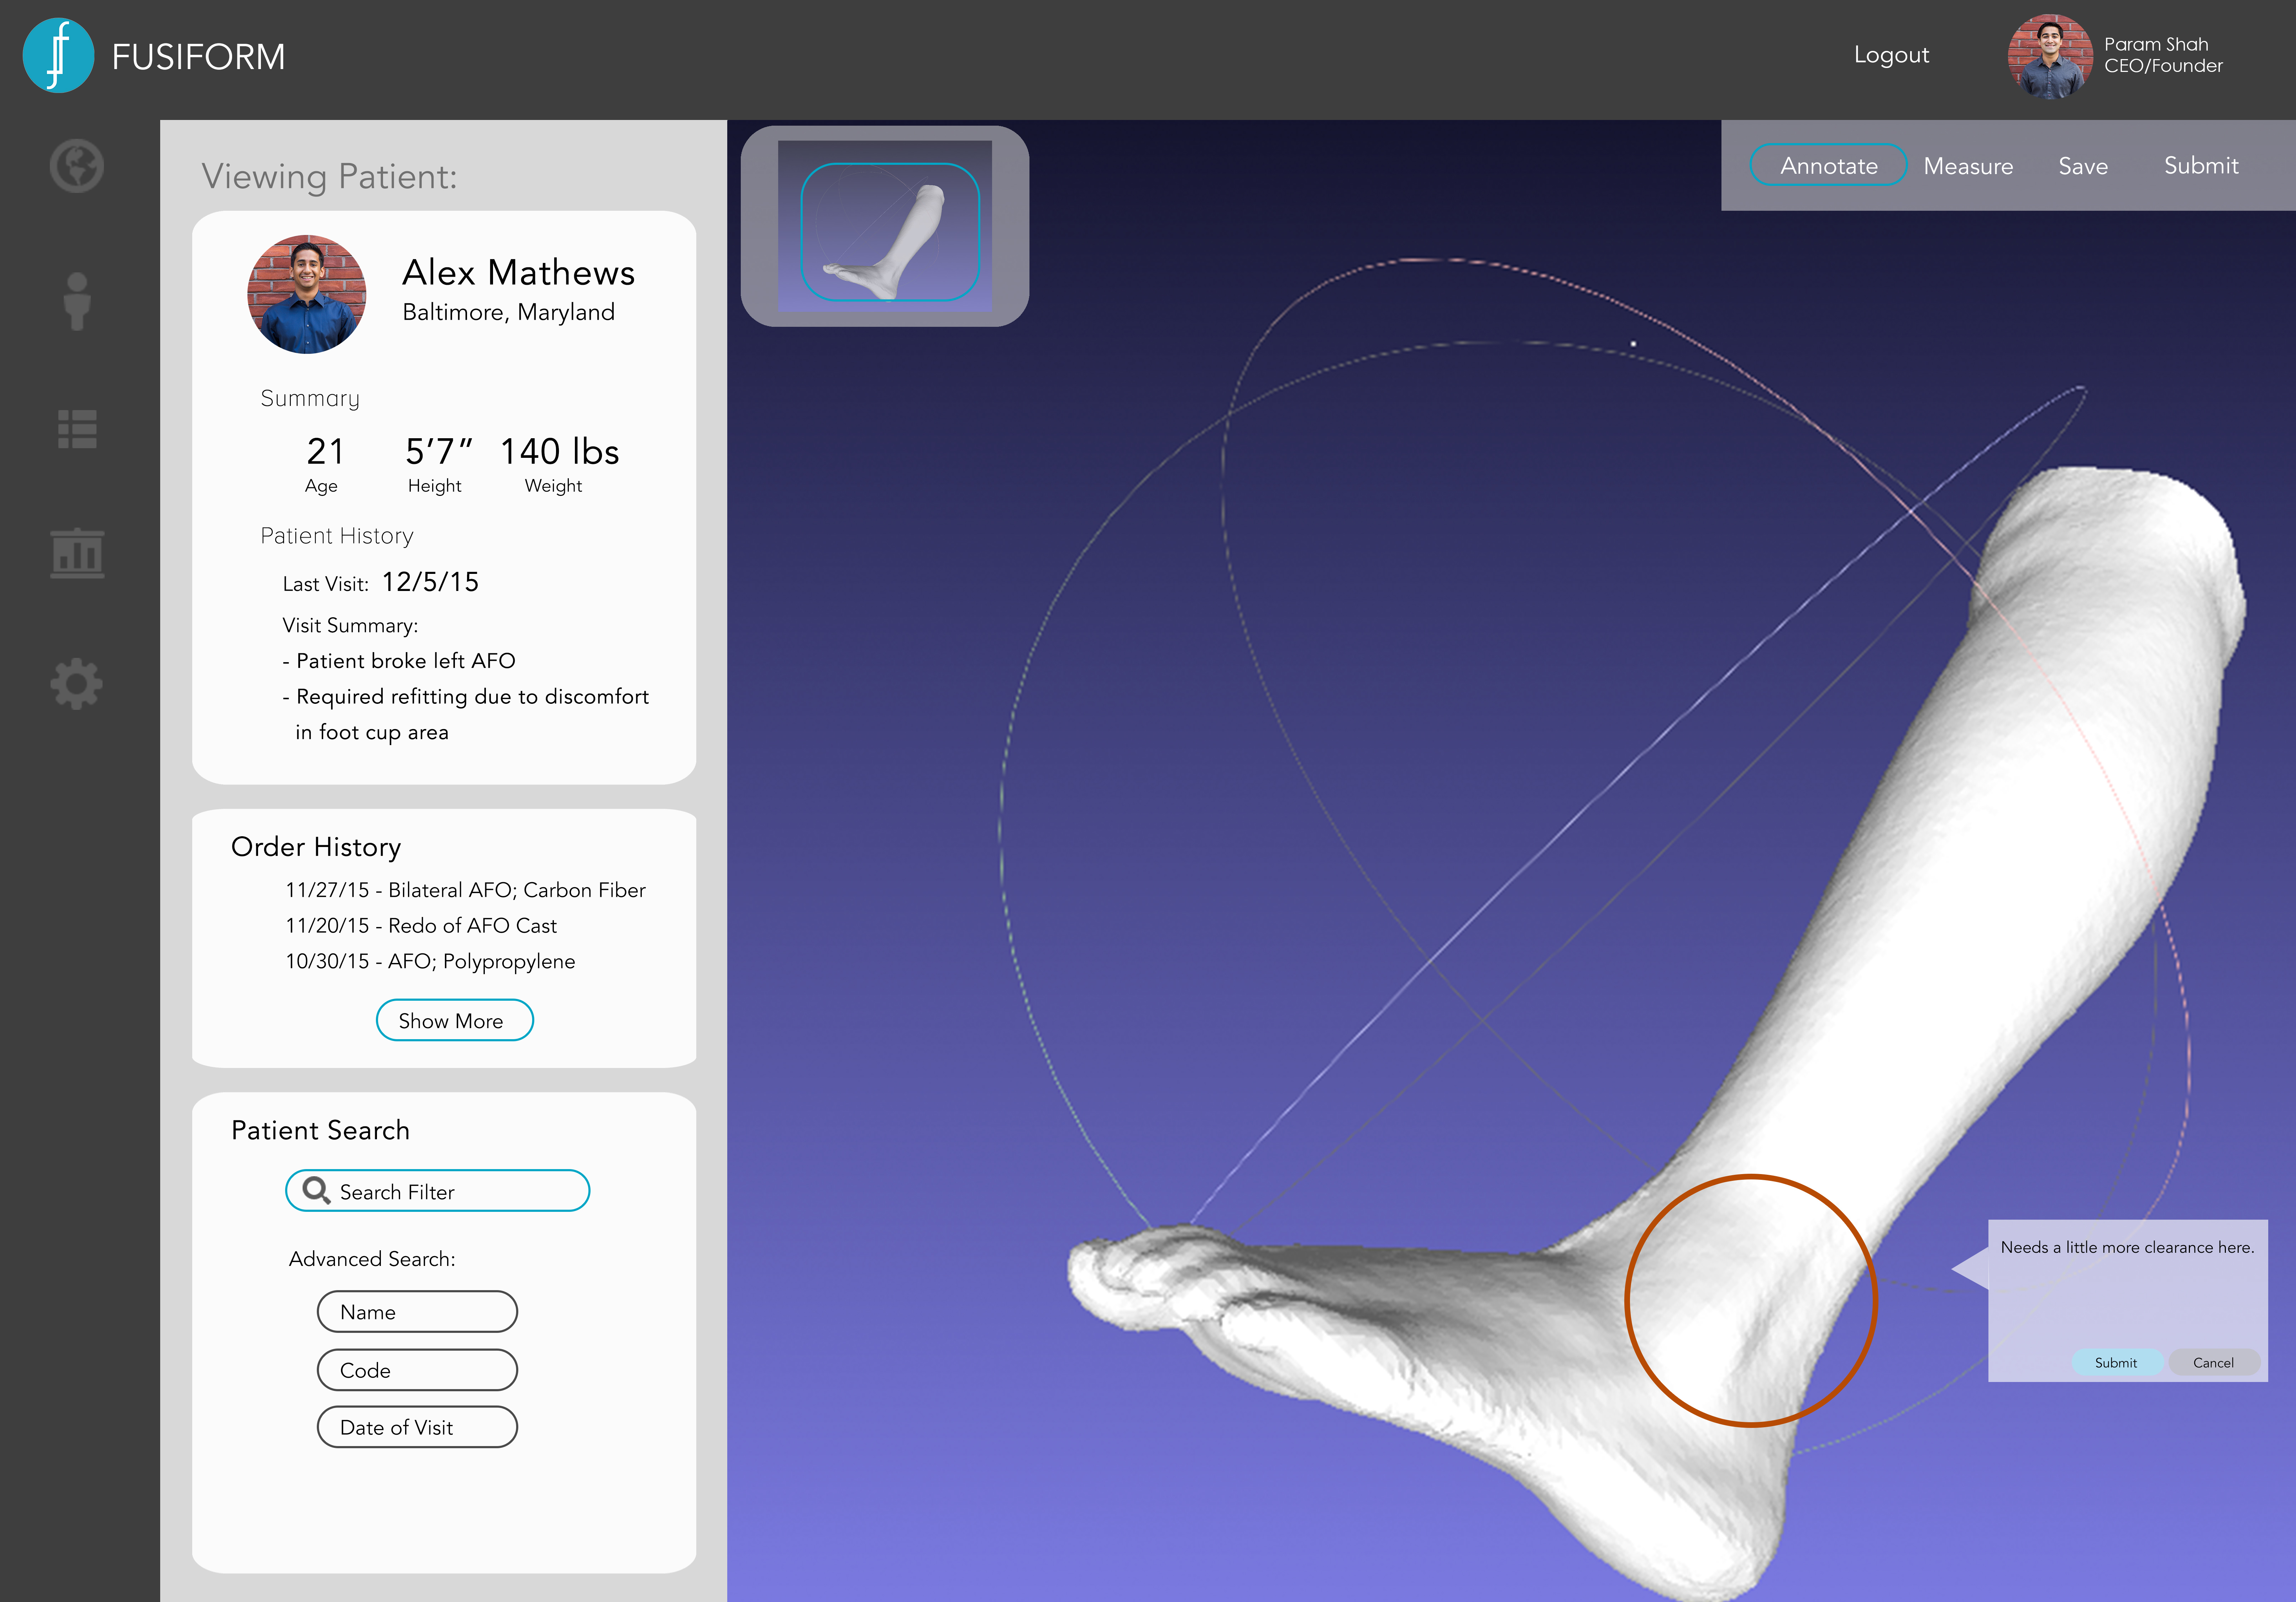 FUSIFORM
Logout
Param Shah
CEO/Founder
Viewing Patient:
Alex Mathews
Baltimore, Maryland
Summary
21 5’7” 140 lbs
Age Height Weight
Patient History
Last Visit: 12/5/15
Visit Summary:
- Patient broke left AFO
- Required refitting due to discomfort
in foot cup area
Order History
11/27/15 - Bilateral AFO; Carbon Fiber
11/20/15 - Redo of AFO Cast
10/30/15 - AFO; Polypropylene
Show More
Patient Search
Search Filter
Advanced Search:
Name
Code
Date of Visit
Annotate Measure Save Submit
Needs a little more clearance here.
Submit Cancel